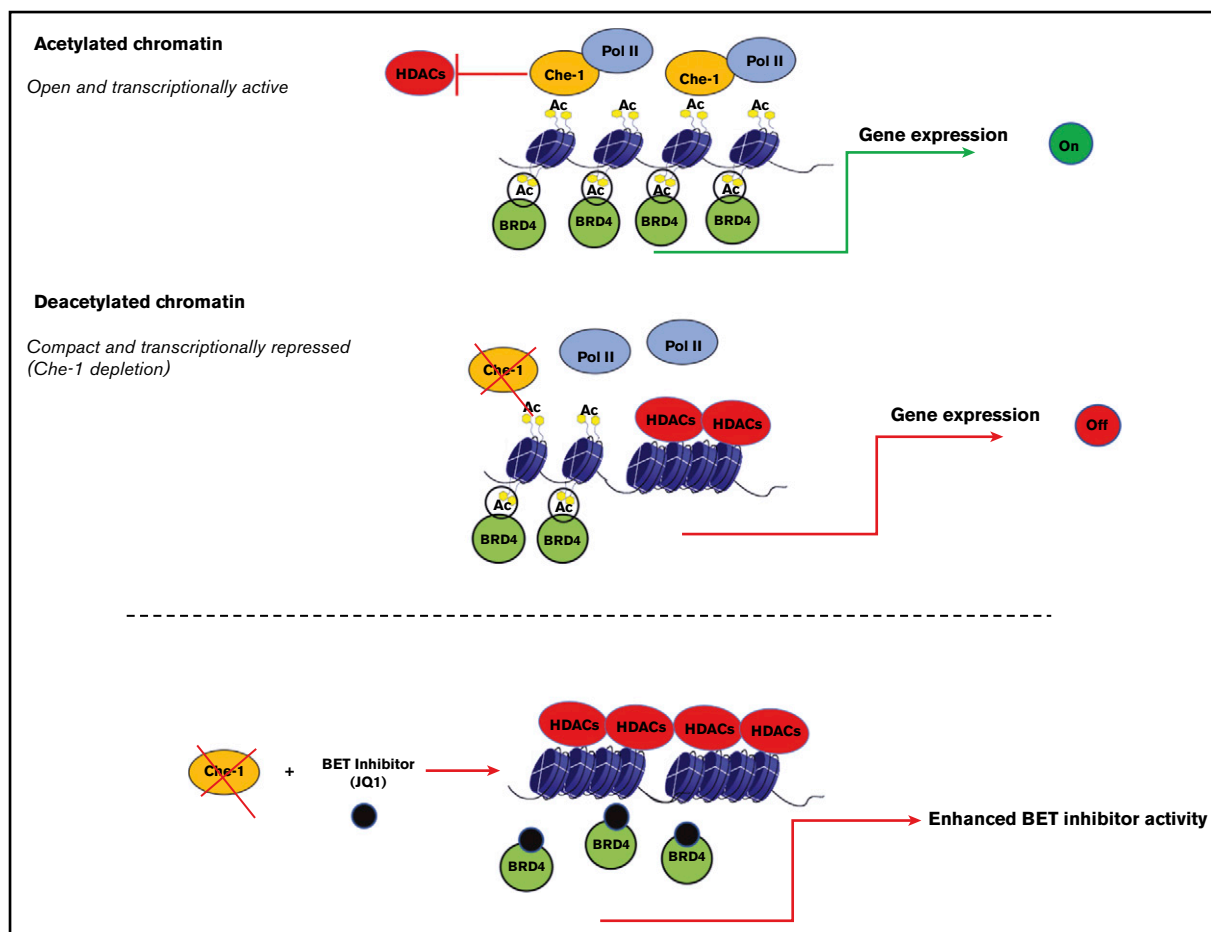 Acetylated chromatin
Open and transcriptionally active
HDACs
Che-1
Pol II
Che-1
Pol II
Ac
Ac
Ac
Ac
Ac
Ac
Ac
Ac
BRD4
BRD4
BRD4
BRD4
Gene expression
On
Deacetylated chromatin
Compact and transcriptionally repressed
(Che-1 depletion)
Che-1
Pol II
Pol II
Ac
Ac
HDACs
HDACs
Ac
Ac
BRD4
BRD4
Gene expression
Off
Che-1
+
BET Inhibitor
(JQ1)
HDACs
HDACs
HDACs
HDACs
BRD4
BRD4
BRD4
Enhanced BET inhibitor activity